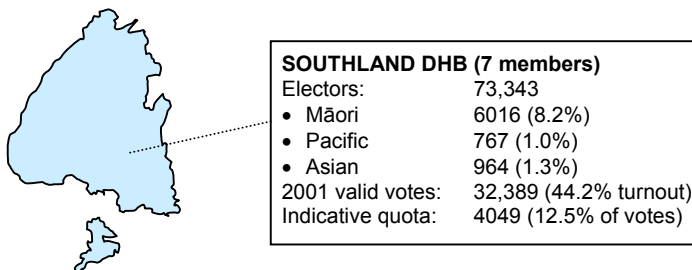 SOUTHLAND DHB (7 members)
Electors: 73,343
• Māori 6016 (8.2%)
• Pacific 767 (1.0%)
• Asian 964 (1.3%)
2001 valid votes: 32,389 (44.2% turnout)
Indicative quota: 4049 (12.5% of votes)